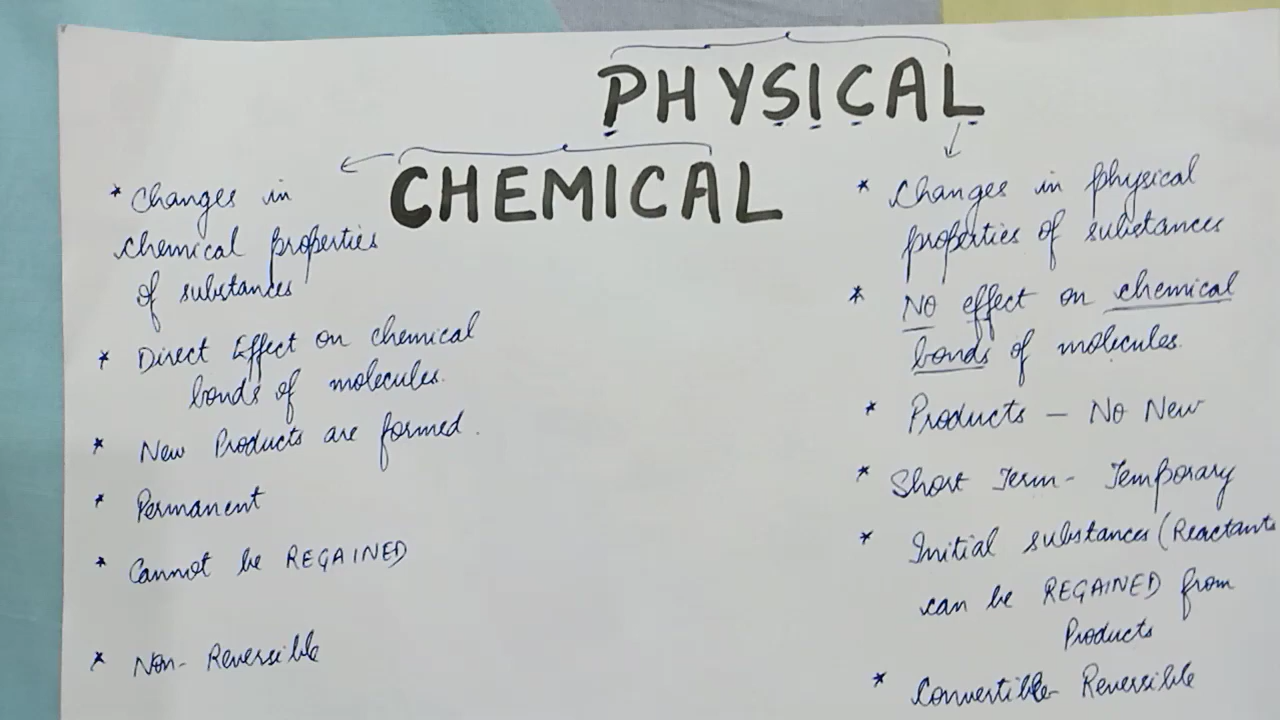 PHYSICAL
CHEMICAL
* Changes in
chemical properties
of substances
* Direct Effect on chemical
bonds of molecules.
* New Products are formed.
* Permanent
* Cannot be REGAINED
* Non-Reversible
* Changes in physical
properties of substances
* NO effect on chemical
bonds of molecules.
* Products - No New
* Short Term- Temporary
* Initial substances (Reactants
can be REGAINED from
Products
* Convertible- Reversible